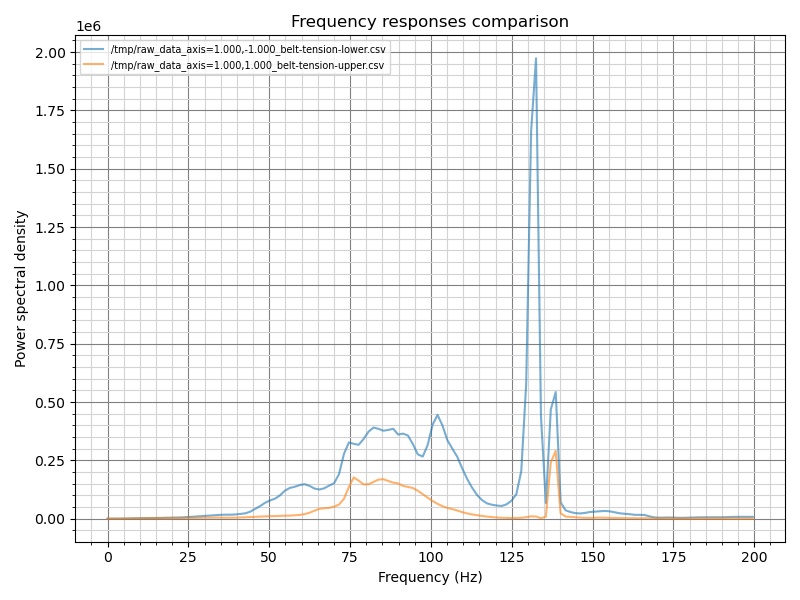 Frequency responses comparison
1e6
/tmp/raw_data_axis=1.000,-1.000_belt-tension-lower.csv
/tmp/raw_data_axis=1.000,1.000_belt-tension-upper.csv
2.00
1.75
1.50
1.25
1.00
0.75
0.50
0.25
0.00
Power spectral density
0 25 50 75 100 125 150 175 200
Frequency (Hz)